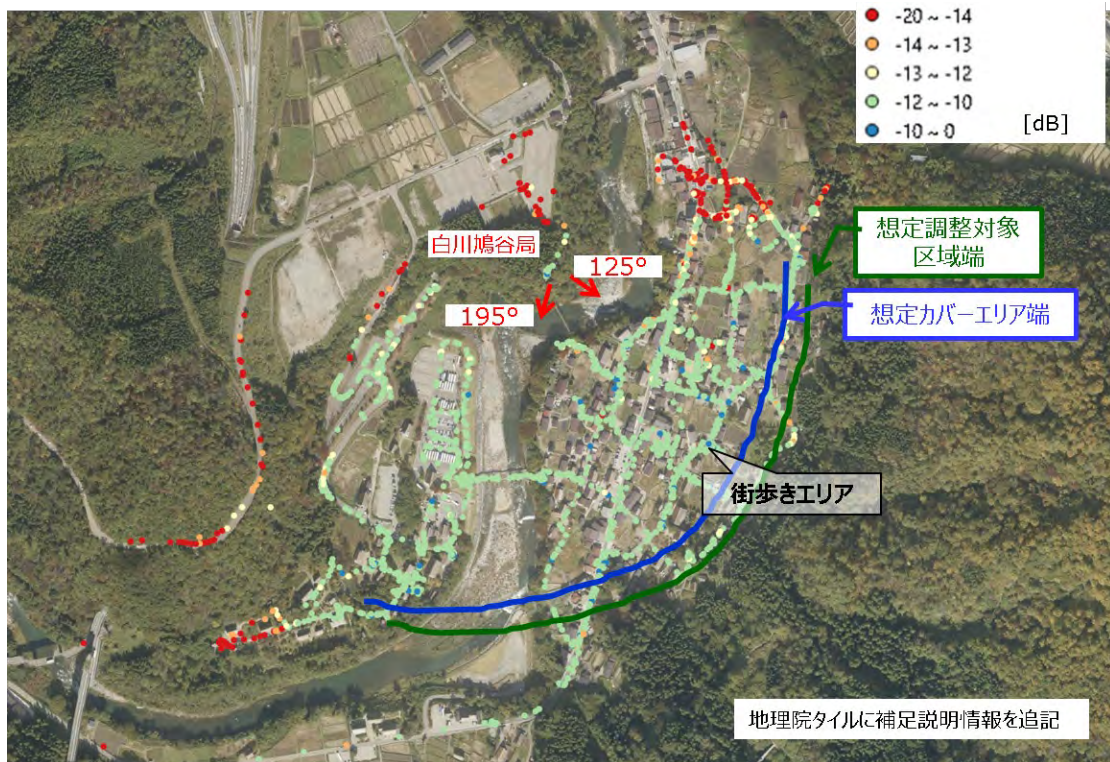 -20 ~ -14
-14 ~ -13
-13 ~ -12
-12 ~ -10
-10 ~ 0
[dB]
想定調整対象
区域端
白川鳩谷局
125°
195°
想定カバーエリア端
街歩きエリア
地理院タイルに補足説明情報を追記